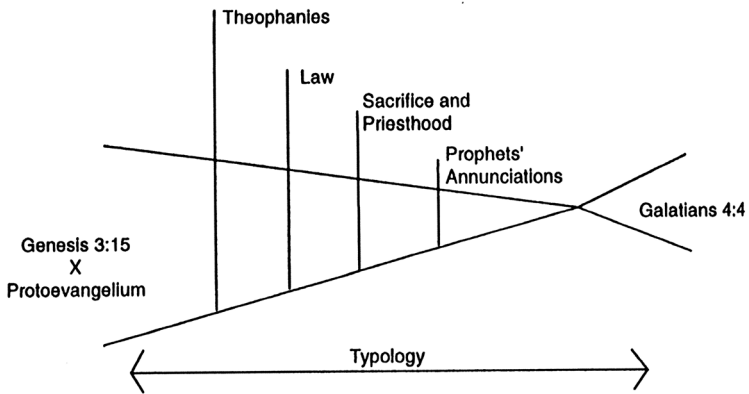 Theophanies
Law
Sacrifice and
Priesthood
Prophets'
Annunciations
Galatians 4:4
Genesis 3:15
X
Protoevangelium
Typology